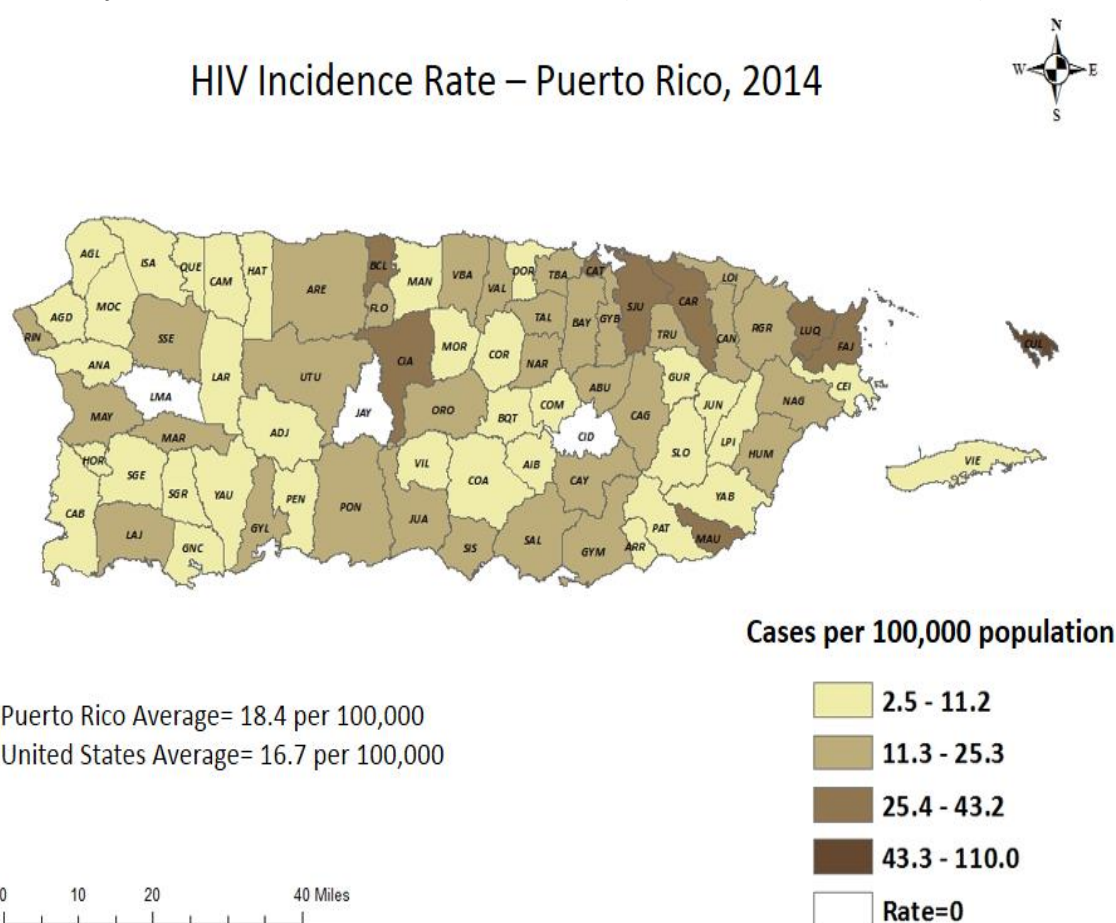 HIV Incidence Rate – Puerto Rico, 2014
N
W E
S
AGL
ISA
QUE
CAM
HAT
ARE
BCL
MAN
VBA
VAL
DOR
TBA
CAT
LOI
MOC
AGD
RIN
SSE
FLO
TAL
BAY
GYB
SJU
CAR
TRU
CAN
RGR
LUQ
FAJ
CUL
ANA
LMA
LAR
UTU
CIA
MOR
COR
NAR
GUR
CEI
MAY
MAR
ADJ
JAY
ORO
BQT
COM
ABU
CID
CAG
JUN
NAG
HOR
SGE
SGR
YAU
VIL
COA
AIB
CAY
SLO
LPI
HUM
VIE
CAB
LAJ
GNC
GYL
PEN
PON
JUA
SIS
SAL
GYM
ARR
PAT
YAB
MAU
Cases per 100,000 population
2.5 - 11.2
11.3 - 25.3
25.4 - 43.2
43.3 - 110.0
Rate=0
Puerto Rico Average= 18.4 per 100,000
United States Average= 16.7 per 100,000
0 10 20 40 Miles